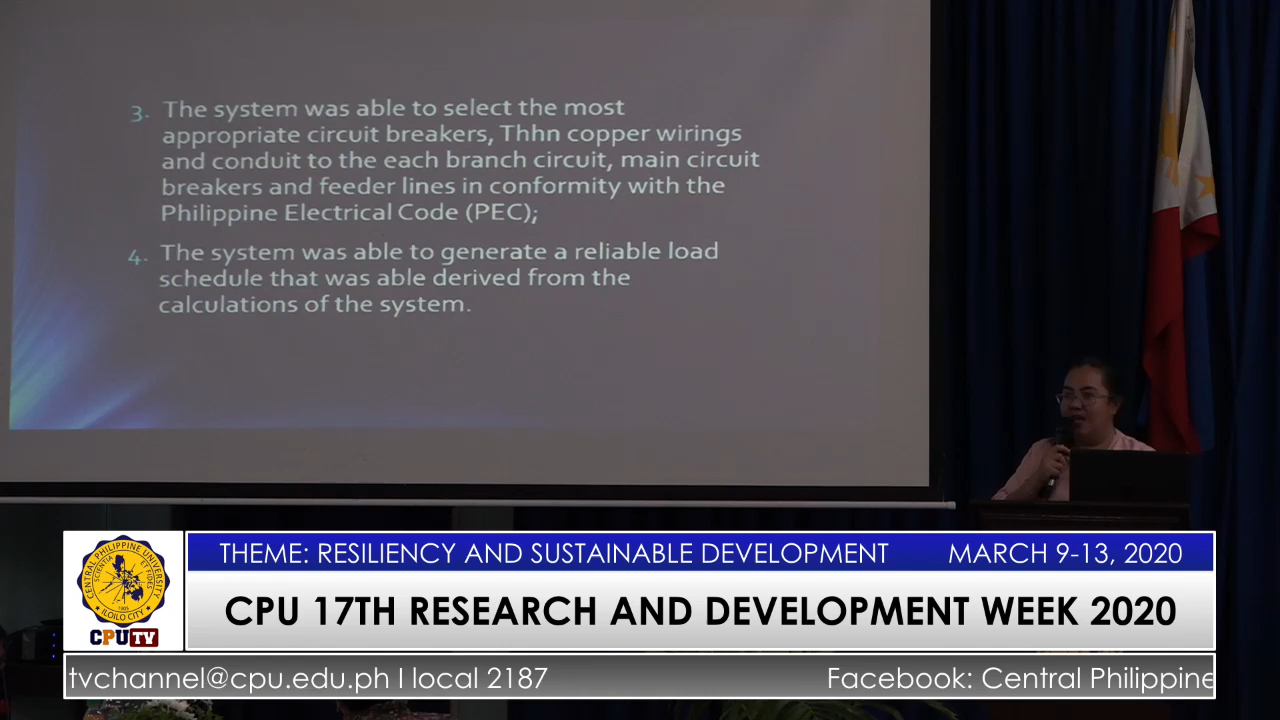 3. The system was able to select the most
appropriate circuit breakers, Thhn copper wirings
and conduit to the each branch circuit, main circuit
breakers and feeder lines in conformity with the
Philippine Electrical Code (PEC);
4. The system was able to generate a reliable load
schedule that was able derived from the
calculations of the system.
CENTRAL PHILIPPINE UNIVERSITY
SCIENTIA ET FIDES
1905
ILOILO CITY
CPUTV
THEME: RESILIENCY AND SUSTAINABLE DEVELOPMENT MARCH 9-13, 2020
CPU 17TH RESEARCH AND DEVELOPMENT WEEK 2020
tvchannel@cpu.edu.ph I local 2187 Facebook: Central Philippine